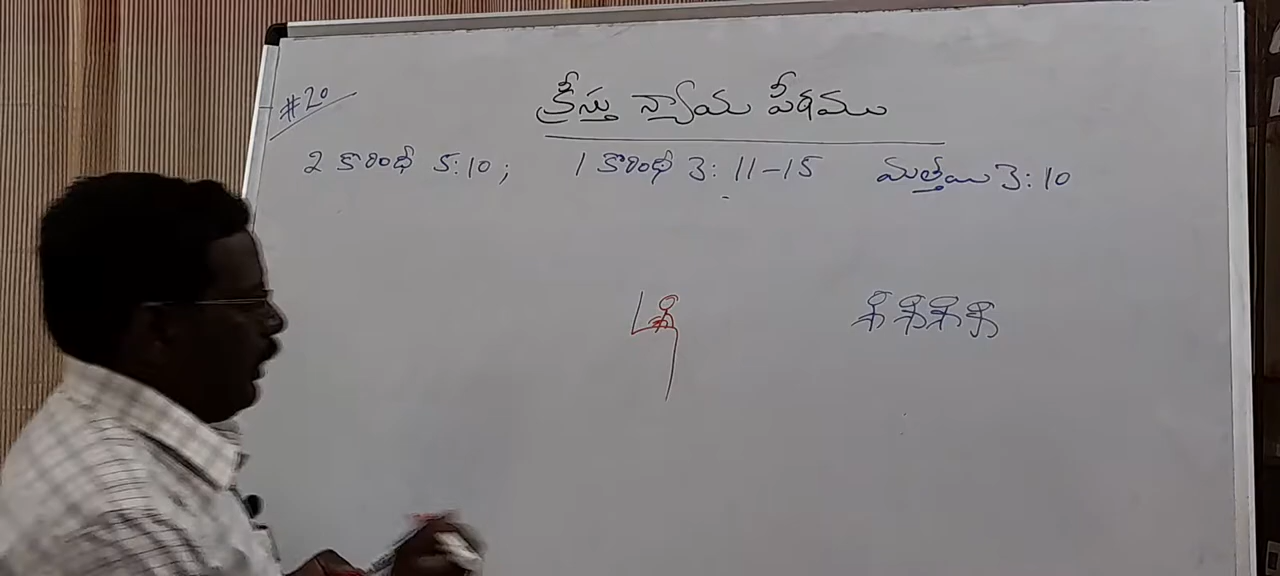 #20
క్రీస్తు న్యాయ పీఠము
2 కొరింథీ 5:10; 1 కొరింథీ 3: 11-15 మత్తయి 3:10